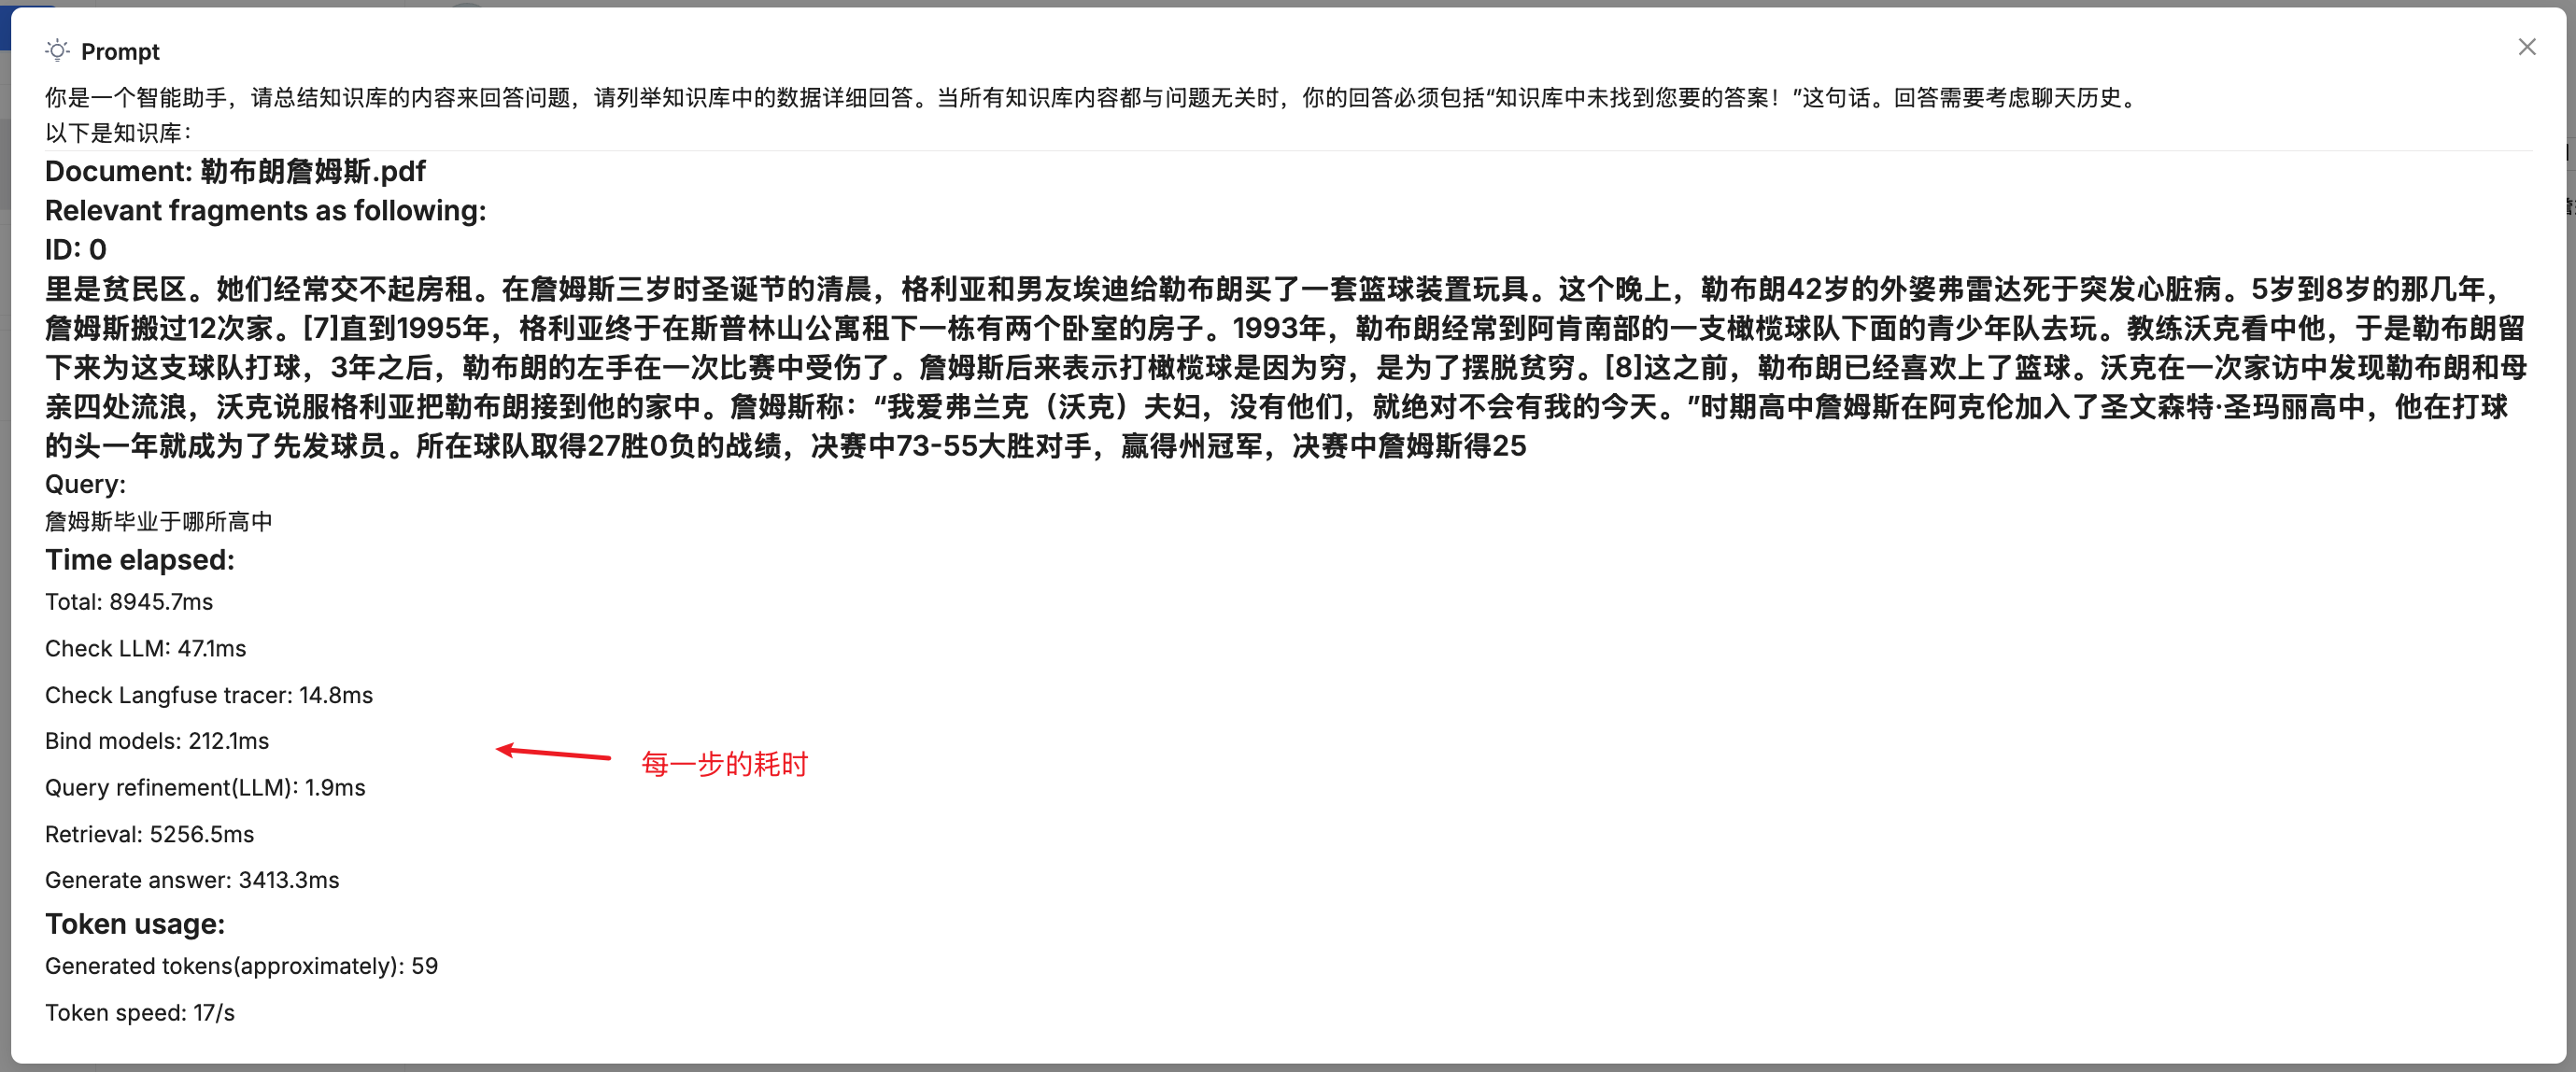 Prompt
你是一个智能助手，请总结知识库的内容来回答问题，请列举知识库中的数据详细回答。当所有知识库内容都与问题无关时，你的回答必须包括“知识库中未找到您要的答案！”这句话。回答需要考虑聊天历史。
以下是知识库：
Document: 勒布朗詹姆斯.pdf
Relevant fragments as following:
ID: 0
里是贫民区。她们经常交不起房租。在詹姆斯三岁时圣诞节的清晨，格利亚和男友埃迪给勒布朗买了一套篮球装置玩具。这个晚上，勒布朗42岁的外婆弗雷达死于突发心脏病。5岁到8岁的那几年，
詹姆斯搬过12次家。[7]直到1995年，格利亚终于在斯普林山公寓租下一栋有两个卧室的房子。1993年，勒布朗经常到阿肯南部的一支橄榄球队下面的青少年队去玩。教练沃克看中他，于是勒布朗留
下来为这支球队打球，3年之后，勒布朗的左手在一次比赛中受伤了。詹姆斯后来表示打橄榄球是因为穷，是为了摆脱贫穷。[8]这之前，勒布朗已经喜欢上了篮球。沃克在一次家访中发现勒布朗和母
亲四处流浪，沃克说服格利亚把勒布朗接到他的家中。詹姆斯称：“我爱弗兰克（沃克）夫妇，没有他们，就绝对不会有我的今天。”时期高中詹姆斯在阿克伦加入了圣文森特·圣玛丽高中，他在打球
的头一年就成为了先发球员。所在球队取得27胜0负的战绩，决赛中73-55大胜对手，赢得州冠军，决赛中詹姆斯得25
Query:
詹姆斯毕业于哪所高中
Time elapsed:
Total: 8945.7ms
Check LLM: 47.1ms
Check Langfuse tracer: 14.8ms
Bind models: 212.1ms
每一步的耗时
Query refinement(LLM): 1.9ms
Retrieval: 5256.5ms
Generate answer: 3413.3ms
Token usage:
Generated tokens(approximately): 59
Token speed: 17/s